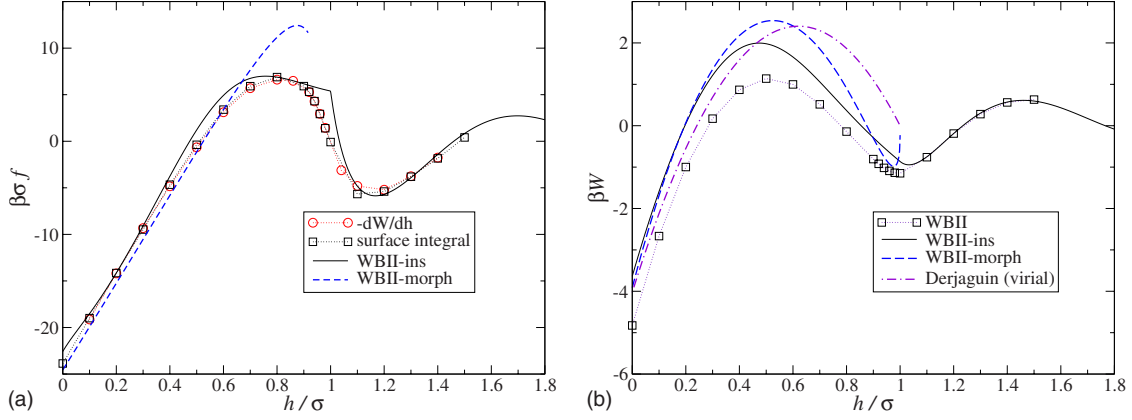 10
0
-10
-20
βσf
0 0.2 0.4 0.6 0.8 1 1.2 1.4 1.6 1.8
h/σ
-dW/dh
surface integral
WBII-ins
WBII-morph
(a)
2
0
-2
-4
-6
βW
0 0.2 0.4 0.6 0.8 1 1.2 1.4 1.6 1.8
h/σ
WBII
WBII-ins
WBII-morph
Derjaguin (virial)
(b)